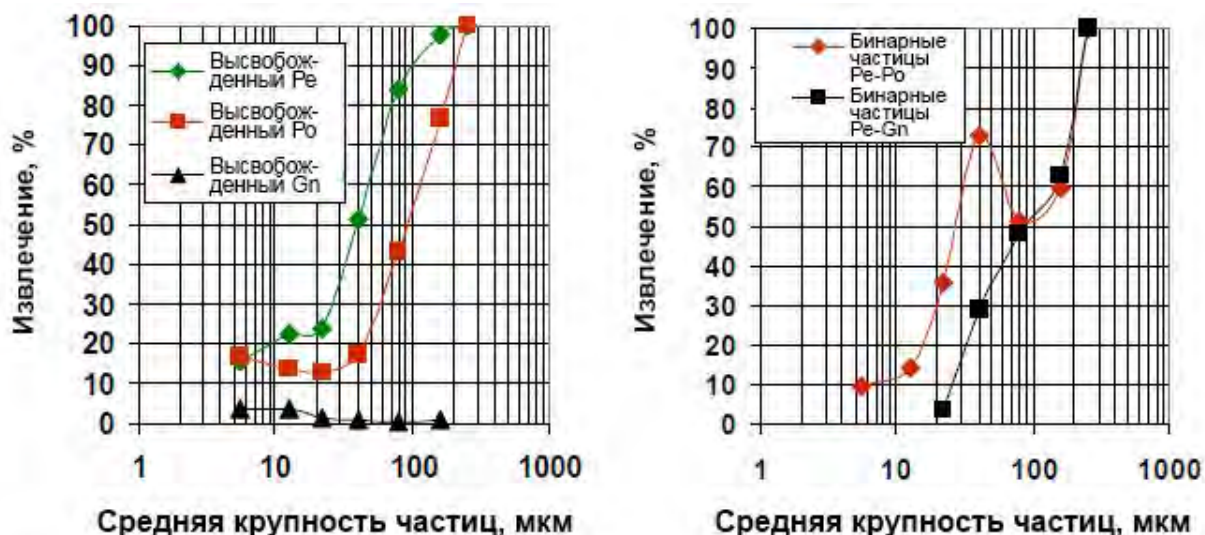 100
90
80
70
60
50
40
30
20
10
0
Извлечение, %
Высвобож-
денный Pe
Высвобож-
денный Po
Высвобож-
денный Gn
1 10 100 1000
Средняя крупность частиц, мкм
100
90
80
70
60
50
40
30
20
10
0
Извлечение, %
Бинарные
частицы
Pe-Po
Бинарные
частицы
Pe-Gn
1 10 100 1000
Средняя крупность частиц, мкм